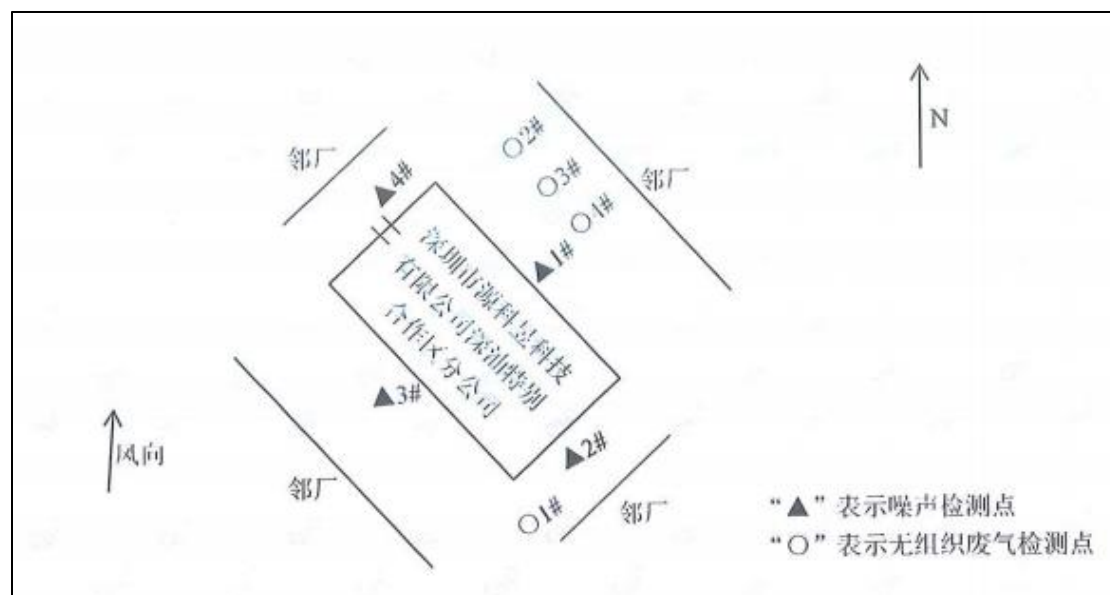 ○2#
邻厂
▲4#
○3#
邻厂
N
○4#
▲1#
深圳市源科昱科技
有限公司深汕特别
合作区分公司
▲3#
风向
▲2#
邻厂
○1#
邻厂
“▲”表示噪声检测点
“○”表示无组织废气检测点